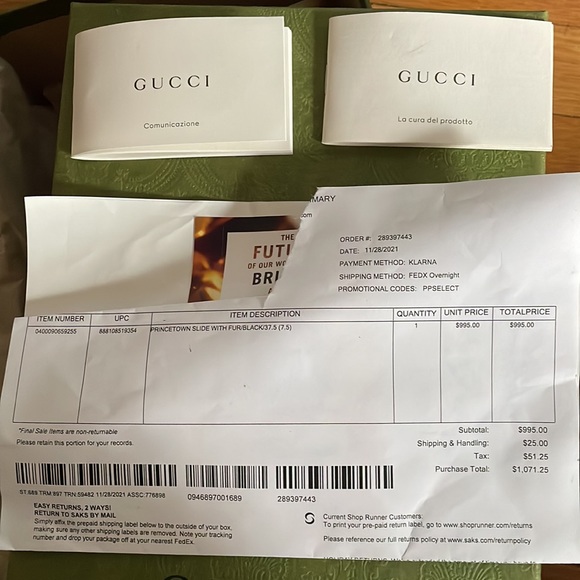 GUCCI
Comunicazione
GUCCI
La cura del prodotto
MARY
.com
ORDER #: 289397443
DATE: 11/28/2021
PAYMENT METHOD: KLARNA
SHIPPING METHOD: FEDX Overnight
PROMOTIONAL CODES: PPSELECT
THE
FUTU
OF OUR WO
BRI
ITEM NUMBER UPC ITEM DESCRIPTION QUANTITY UNIT PRICE TOTALPRICE
0400090659255 888108519354 PRINCETOWN SLIDE WITH FUR/BLACK/37.5 (7.5) 1 $995.00 $995.00
*Final Sale Items are non-returnable
Please retain this portion for your records.
Subtotal: $995.00
Shipping & Handling: $25.00
Tax: $51.25
Purchase Total: $1,071.25
ST:689 TRM:997 TRN:59482 11/28/2021 ASSC:776898
0946897001689
289397443
EASY RETURNS, 2 WAYS!
RETURN TO SAKS BY MAIL
Simply affix the prepaid shipping label below to the outside of your box,
making sure any other shipping labels are removed. Note your tracking
number and drop your package off at your nearest FedEx.
Current Shop Runner Customers:
To print your pre-paid return label, go to www.shoprunner.com/returns
Please reference our full returns policy at www.saks.com/returnpolicy